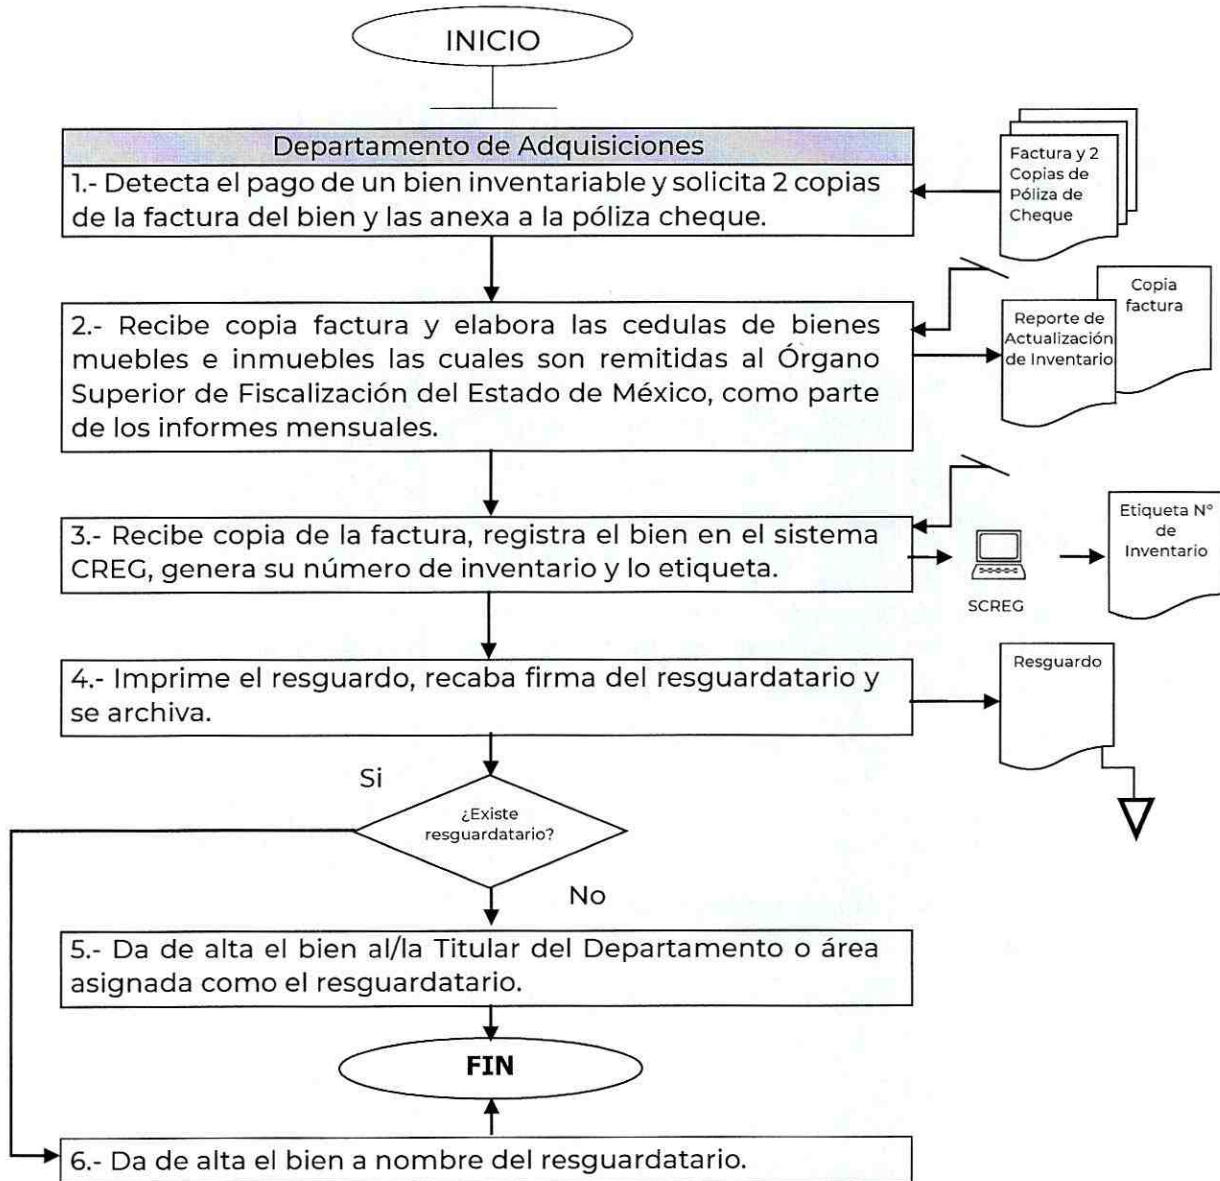 INICIO
Departamento de Adquisiciones
1.- Detecta el pago de un bien inventariable y solicita 2 copias
de la factura del bien y las anexa a la póliza cheque.
Factura y 2
Copias de
Póliza de
Cheque
2.- Recibe copia factura y elabora las cedulas de bienes
muebles e inmuebles las cuales son remitidas al Órgano
Superior de Fiscalización del Estado de México, como parte
de los informes mensuales.
Copia
factura
Reporte de
Actualización
de Inventario
3.- Recibe copia de la factura, registra el bien en el sistema
CREG, genera su número de inventario y lo etiqueta.
SCREG
Etiqueta N°
de
Inventario
4.- Imprime el resguardo, recaba firma del resguardatario y
se archiva.
Resguardo
Si
¿Existe
resguardatario?
No
5.- Da de alta el bien al/la Titular del Departamento o área
asignada como el resguardatario.
FIN
6.- Da de alta el bien a nombre del resguardatario.